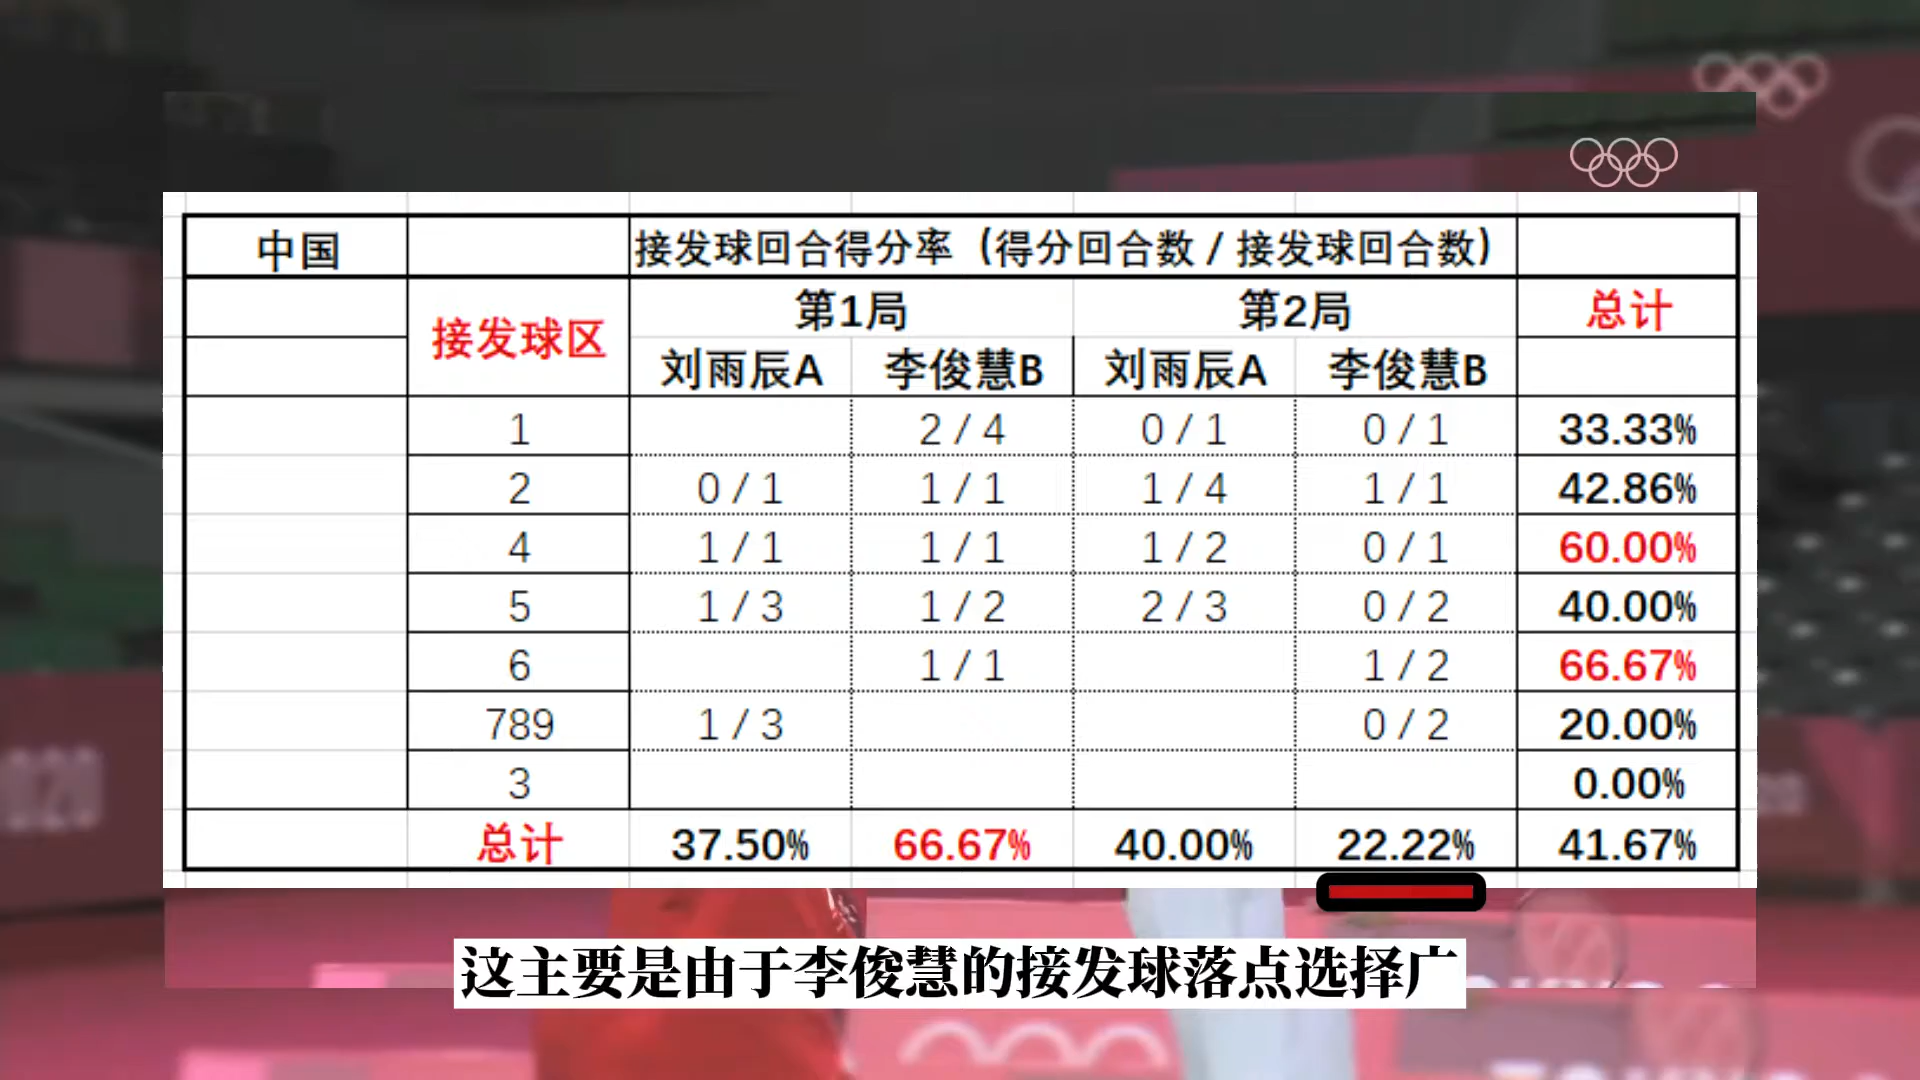 中国 接发球回合得分率（得分回合数 / 接发球回合数）
接发球区 第1局 第2局 总计
刘雨辰A 李俊慧B 刘雨辰A 李俊慧B
1 2 / 4 0 / 1 0 / 1 33.33%
2 0 / 1 1 / 1 1 / 4 1 / 1 42.86%
4 1 / 1 1 / 1 1 / 2 0 / 1 60.00%
5 1 / 3 1 / 2 2 / 3 0 / 2 40.00%
6 1 / 1 1 / 2 66.67%
789 1 / 3 0 / 2 20.00%
3 0.00%
总计 37.50% 66.67% 40.00% 22.22% 41.67%
这主要是由于李俊慧的接发球落点选择广